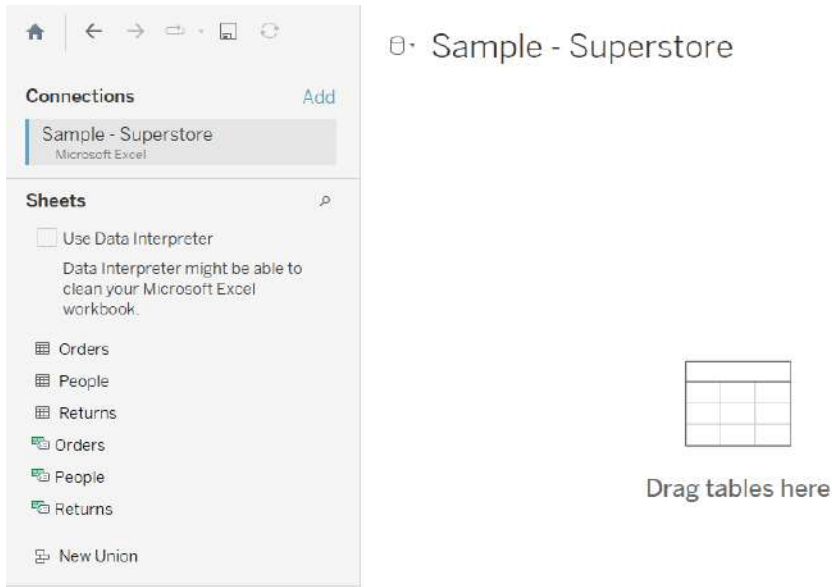 Sample - Superstore
Connections Add
Sample - Superstore
Microsoft Excel
Sheets
Use Data Interpreter
Data Interpreter might be able to
clean your Microsoft Excel
workbook.
Orders
People
Returns
Orders
People
Returns
New Union
Drag tables here